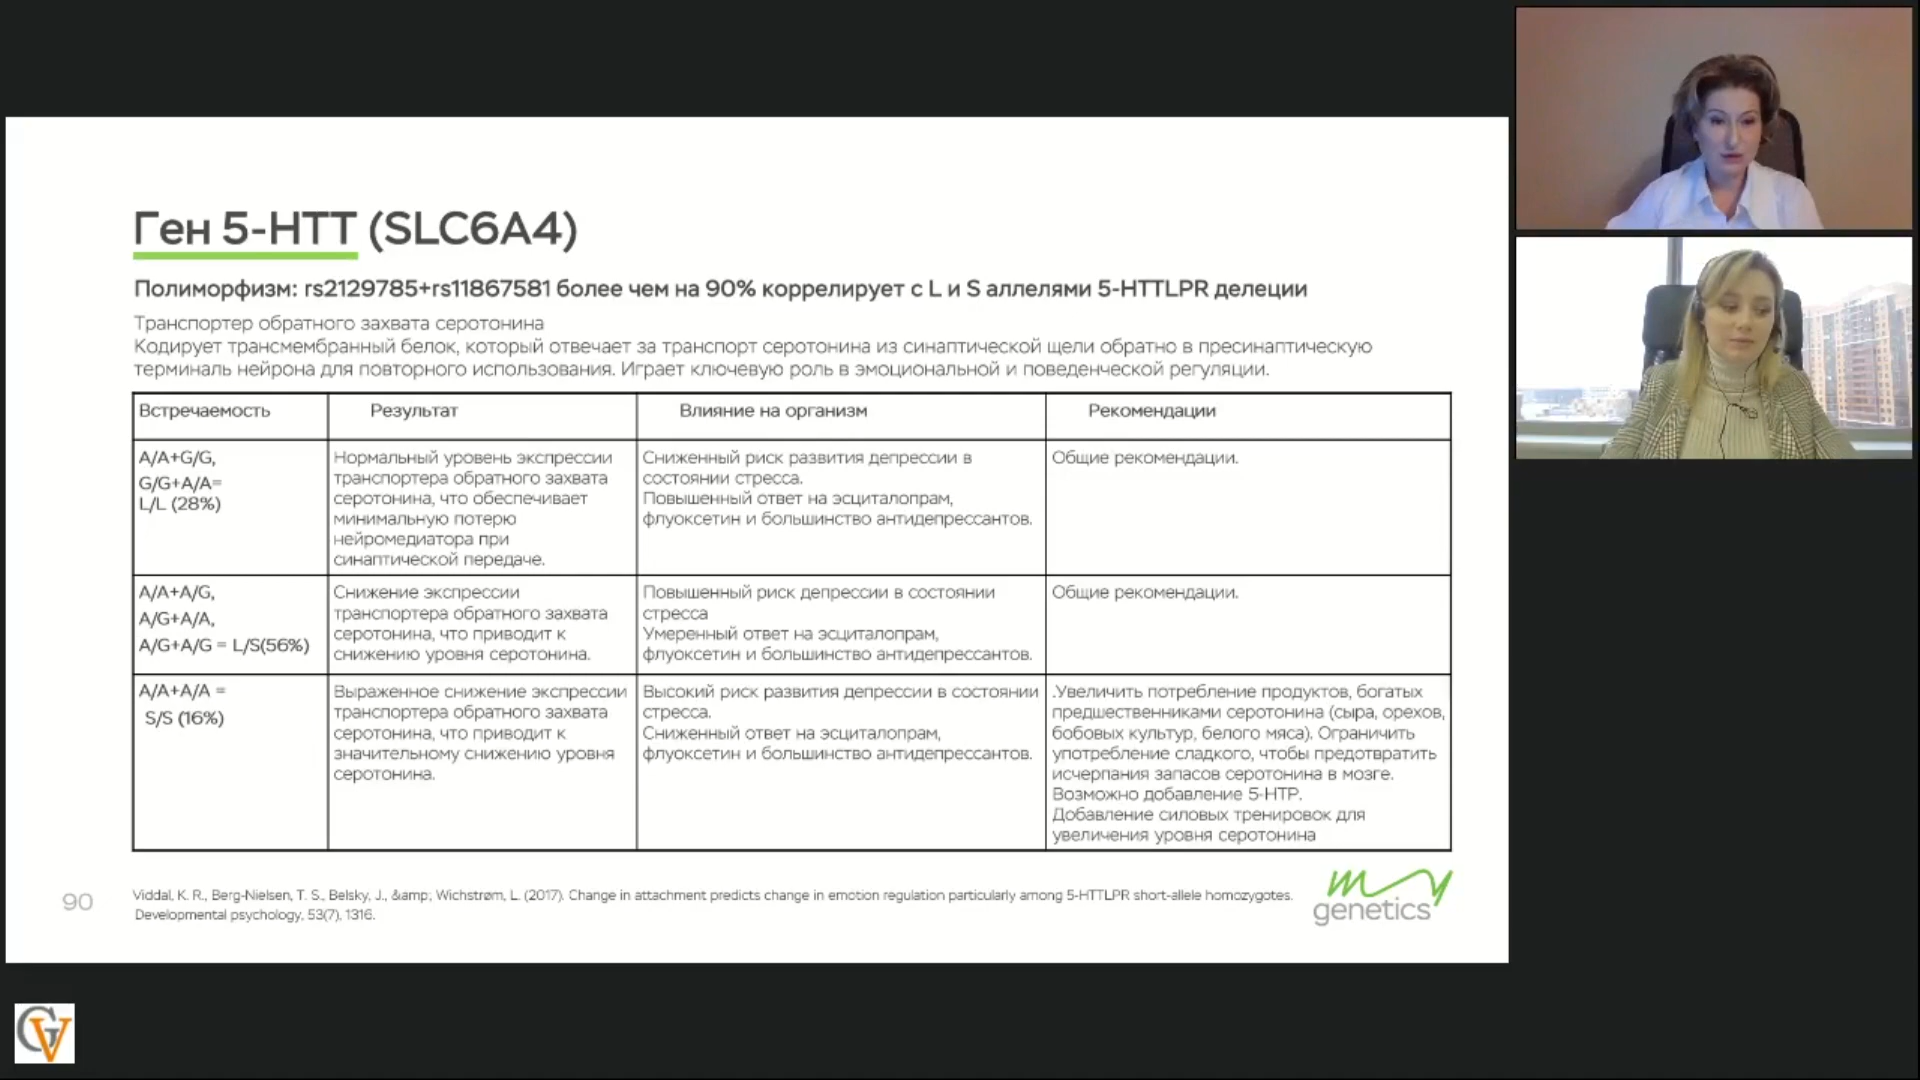 Ген 5-НТТ (SLC6A4)
Полиморфизм: rs2129785+rs11867581 более чем на 90% коррелирует с L и S аллелями 5-HTTLPR делеции
Транспортер обратного захвата серотонина
Кодирует трансмембранный белок, который отвечает за транспорт серотонина из синаптической щели обратно в пресинаптическую
терминаль нейрона для повторного использования. Играет ключевую роль в эмоциональной и поведенческой регуляции.
Встречаемость
Результат
Влияние на организм
Рекомендации
A/A+G/G,
G/G+A/A=
L/L (28%)
Нормальный уровень экспрессии
транспортера обратного захвата
серотонина, что обеспечивает
минимальную потерю
нейромедиатора при
синаптической передаче.
Сниженный риск развития депрессии в
состоянии стресса.
Повышенный ответ на эсциталопрам,
флуоксетин и большинство антидепрессантов.
Общие рекомендации.
A/A+A/G,
A/G+A/A,
A/G+A/G = L/S(56%)
Снижение экспрессии
транспортера обратного захвата
серотонина, что приводит к
снижению уровня серотонина.
Повышенный риск депрессии в состоянии
стресса
Умеренный ответ на эсциталопрам,
флуоксетин и большинство антидепрессантов.
Общие рекомендации.
A/A+A/A =
S/S (16%)
Выраженное снижение экспрессии
транспортера обратного захвата
серотонина, что приводит к
значительному снижению уровня
серотонина.
Высокий риск развития депрессии в состоянии
стресса.
Сниженный ответ на эсциталопрам,
флуоксетин и большинство антидепрессантов.
.Увеличить потребление продуктов, богатых
предшественниками серотонина (сыра, орехов,
бобовых культур, белого мяса). Ограничить
употребление сладкого, чтобы предотвратить
исчерпания запасов серотонина в мозге.
Возможно добавление 5-HTP.
Добавление силовых тренировок для
увеличения уровня серотонина
90
Viddal, K. R., Berg-Nielsen, T. S., Belsky, J., &amp; Wichstrøm, L. (2017). Change in attachment predicts change in emotion regulation particularly among 5-HTTLPR short-allele homozygotes.
Developmental psychology, 53(7), 1316.
my
genetics
GV